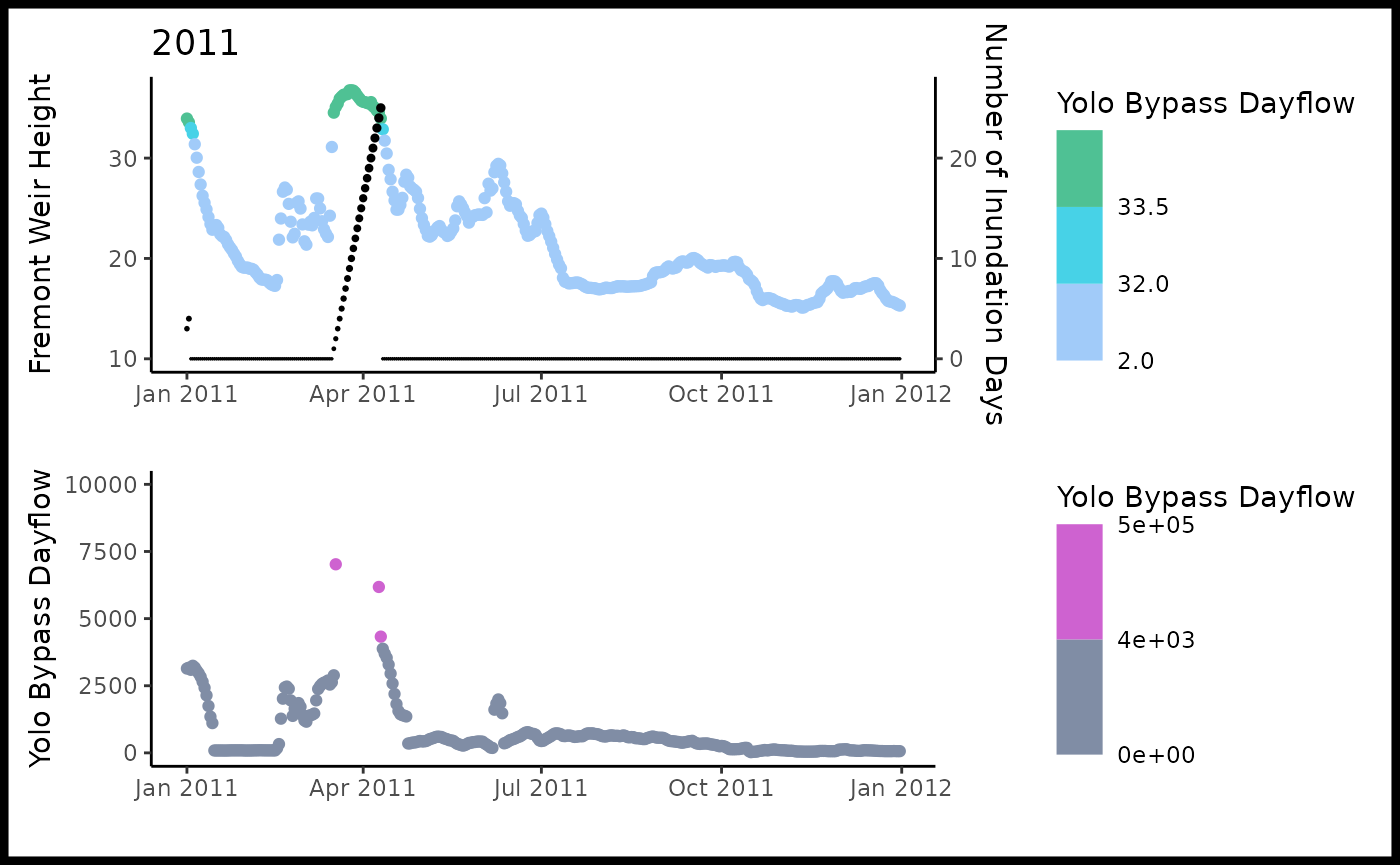 2011
Fremont Weir Height
30
20
10
20
10
0
Number of Inundation Days
Jan 2011
Apr 2011
Jul 2011
Oct 2011
Jan 2012
Yolo Bypass Dayflow
33.5
32.0
2.0
Yolo Bypass Dayflow
10000
7500
5000
2500
0
Jan 2011
Apr 2011
Jul 2011
Oct 2011
Jan 2012
Yolo Bypass Dayflow
5e+05
4e+03
0e+00